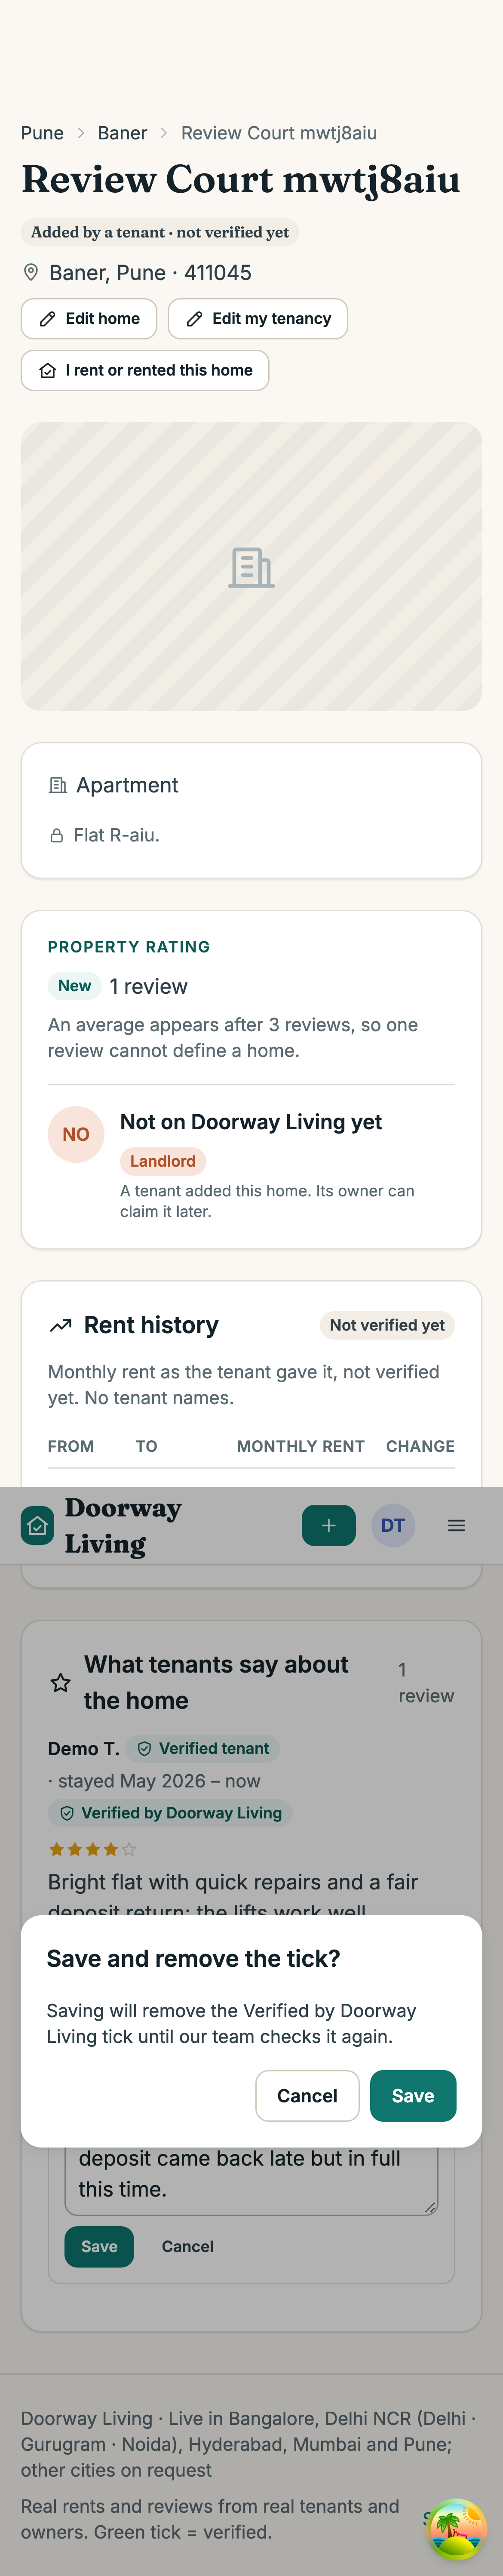 Pune > Baner > Review Court mwtj8aiu
Review Court mwtj8aiu
Added by a tenant · not verified yet
Baner, Pune · 411045
Edit home
Edit my tenancy
I rent or rented this home
Apartment
Flat R-aiu.
PROPERTY RATING
New 1 review
An average appears after 3 reviews, so one
review cannot define a home.
NO
Not on Doorway Living yet
Landlord
A tenant added this home. Its owner can
claim it later.
Rent history
Not verified yet
Monthly rent as the tenant gave it, not verified
yet. No tenant names.
FROM TO MONTHLY RENT CHANGE
Doorway
Living
DT
What tenants say about
the home
1
review
Demo T. Verified tenant
· stayed May 2026 – now
Verified by Doorway Living
Bright flat with quick repairs and a fair
deposit return; the lifts work well
Save and remove the tick?
Saving will remove the Verified by Doorway
Living tick until our team checks it again.
Cancel
Save
deposit came back late but in full
this time.
Save
Cancel
Doorway Living · Live in Bangalore, Delhi NCR (Delhi ·
Gurugram · Noida), Hyderabad, Mumbai and Pune;
other cities on request
Real rents and reviews from real tenants and
owners. Green tick = verified.